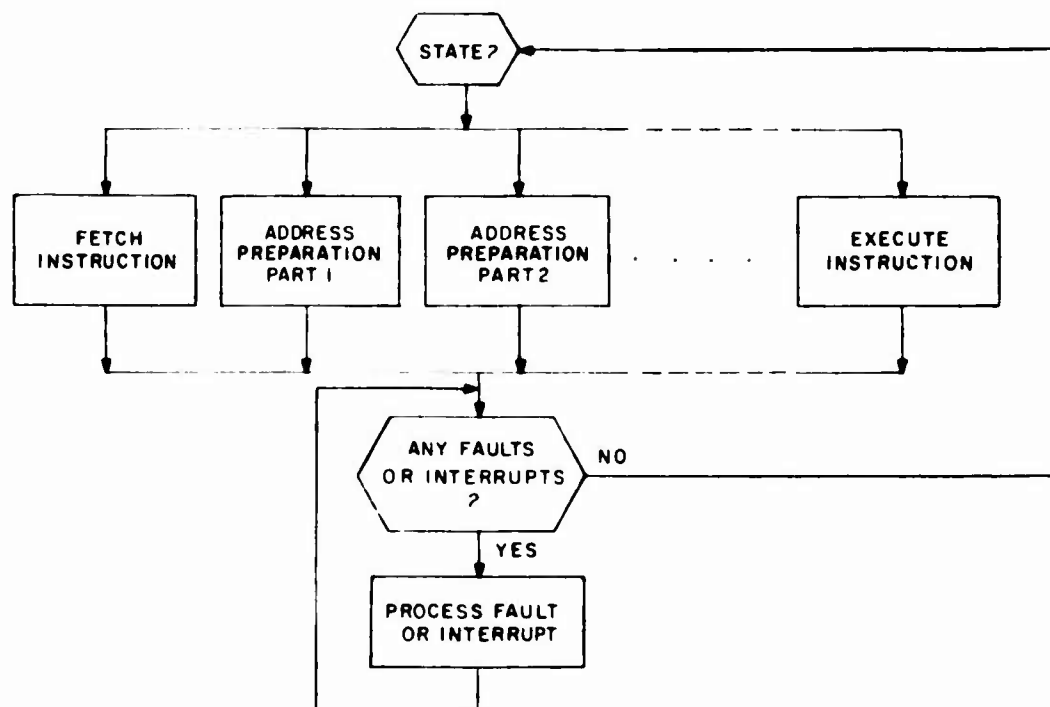 STATE?
FETCH
INSTRUCTION
ADDRESS
PREPARATION
PART 1
ADDRESS
PREPARATION
PART 2
. . . . .
EXECUTE
INSTRUCTION
ANY FAULTS
OR INTERRUPTS
?
NO
YES
PROCESS FAULT
OR INTERRUPT